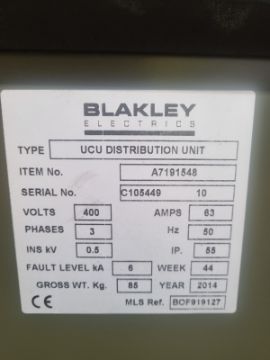 BLAKLEY
ELECTRICS
TYPE UCU DISTRIBUTION UNIT
ITEM No. A7191548
SERIAL No. C105449 10
VOLTS 400 AMPS 63
PHASES 3 Hz 50
INS kV 0.5 IP. 55
FAULT LEVEL kA 6 WEEK 44
GROSS WT. Kg. 85 YEAR 2014
CE MLS Ref. BOF919127